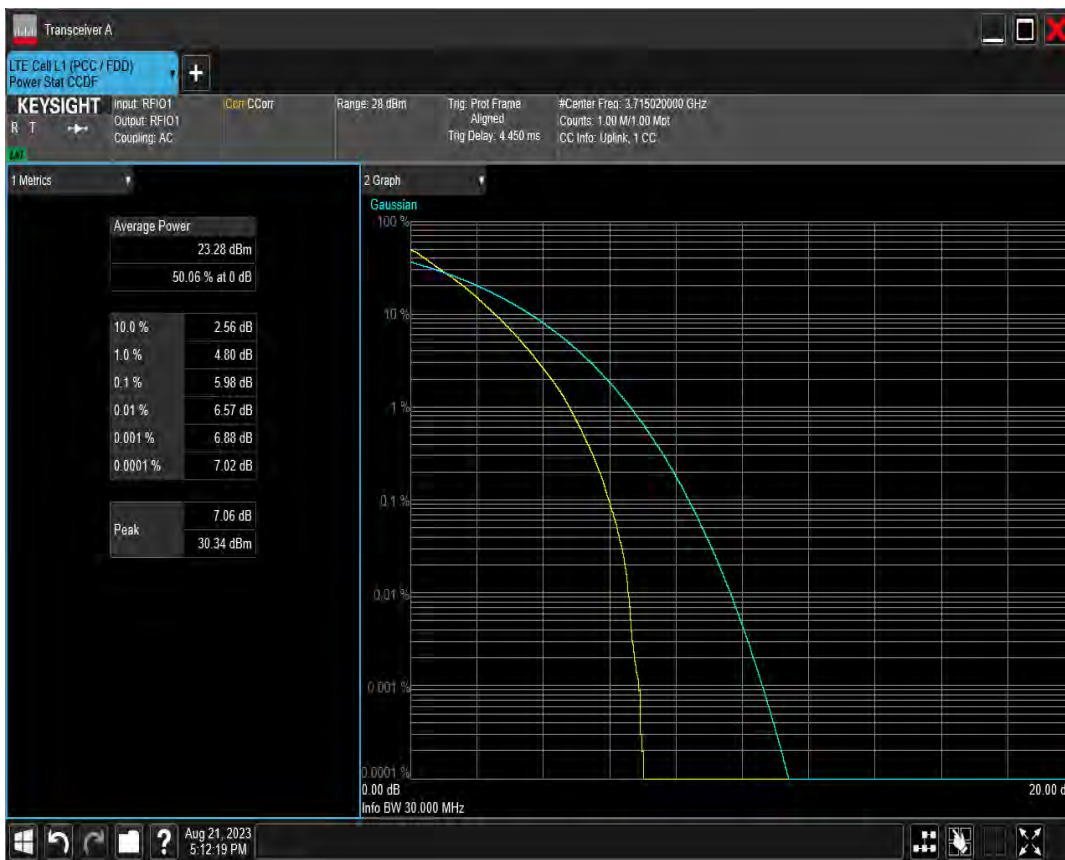 Transceiver A
LTE Cell L1 (PCC / FDD)
Power Stat CCDF
+
KEYSIGHT
R T
LNI
Input: RFIO1
Output: RFIO1
Coupling: AC
Corr CCorr
Range: 28 dBm
Trig: Prot Frame
Aligned
Trig Delay: 4.450 ms
#Center Freq: 3.715020000 GHz
Counts: 1.00 M/1.00 Mpt
CC Info: Uplink, 1 CC
1 Metrics
Average Power
23.28 dBm
50.06 % at 0 dB
10.0 % 2.56 dB
1.0 % 4.80 dB
0.1 % 5.98 dB
0.01 % 6.57 dB
0.001 % 6.88 dB
0.0001 % 7.02 dB
Peak
7.06 dB
30.34 dBm
2 Graph
Gaussian
100 %
10 %
1 %
0.1 %
0.01 %
0.001 %
0.0001 %
0.00 dB
20.00 d
Info BW 30.000 MHz
?
Aug 21, 2023
5:12:19 PM